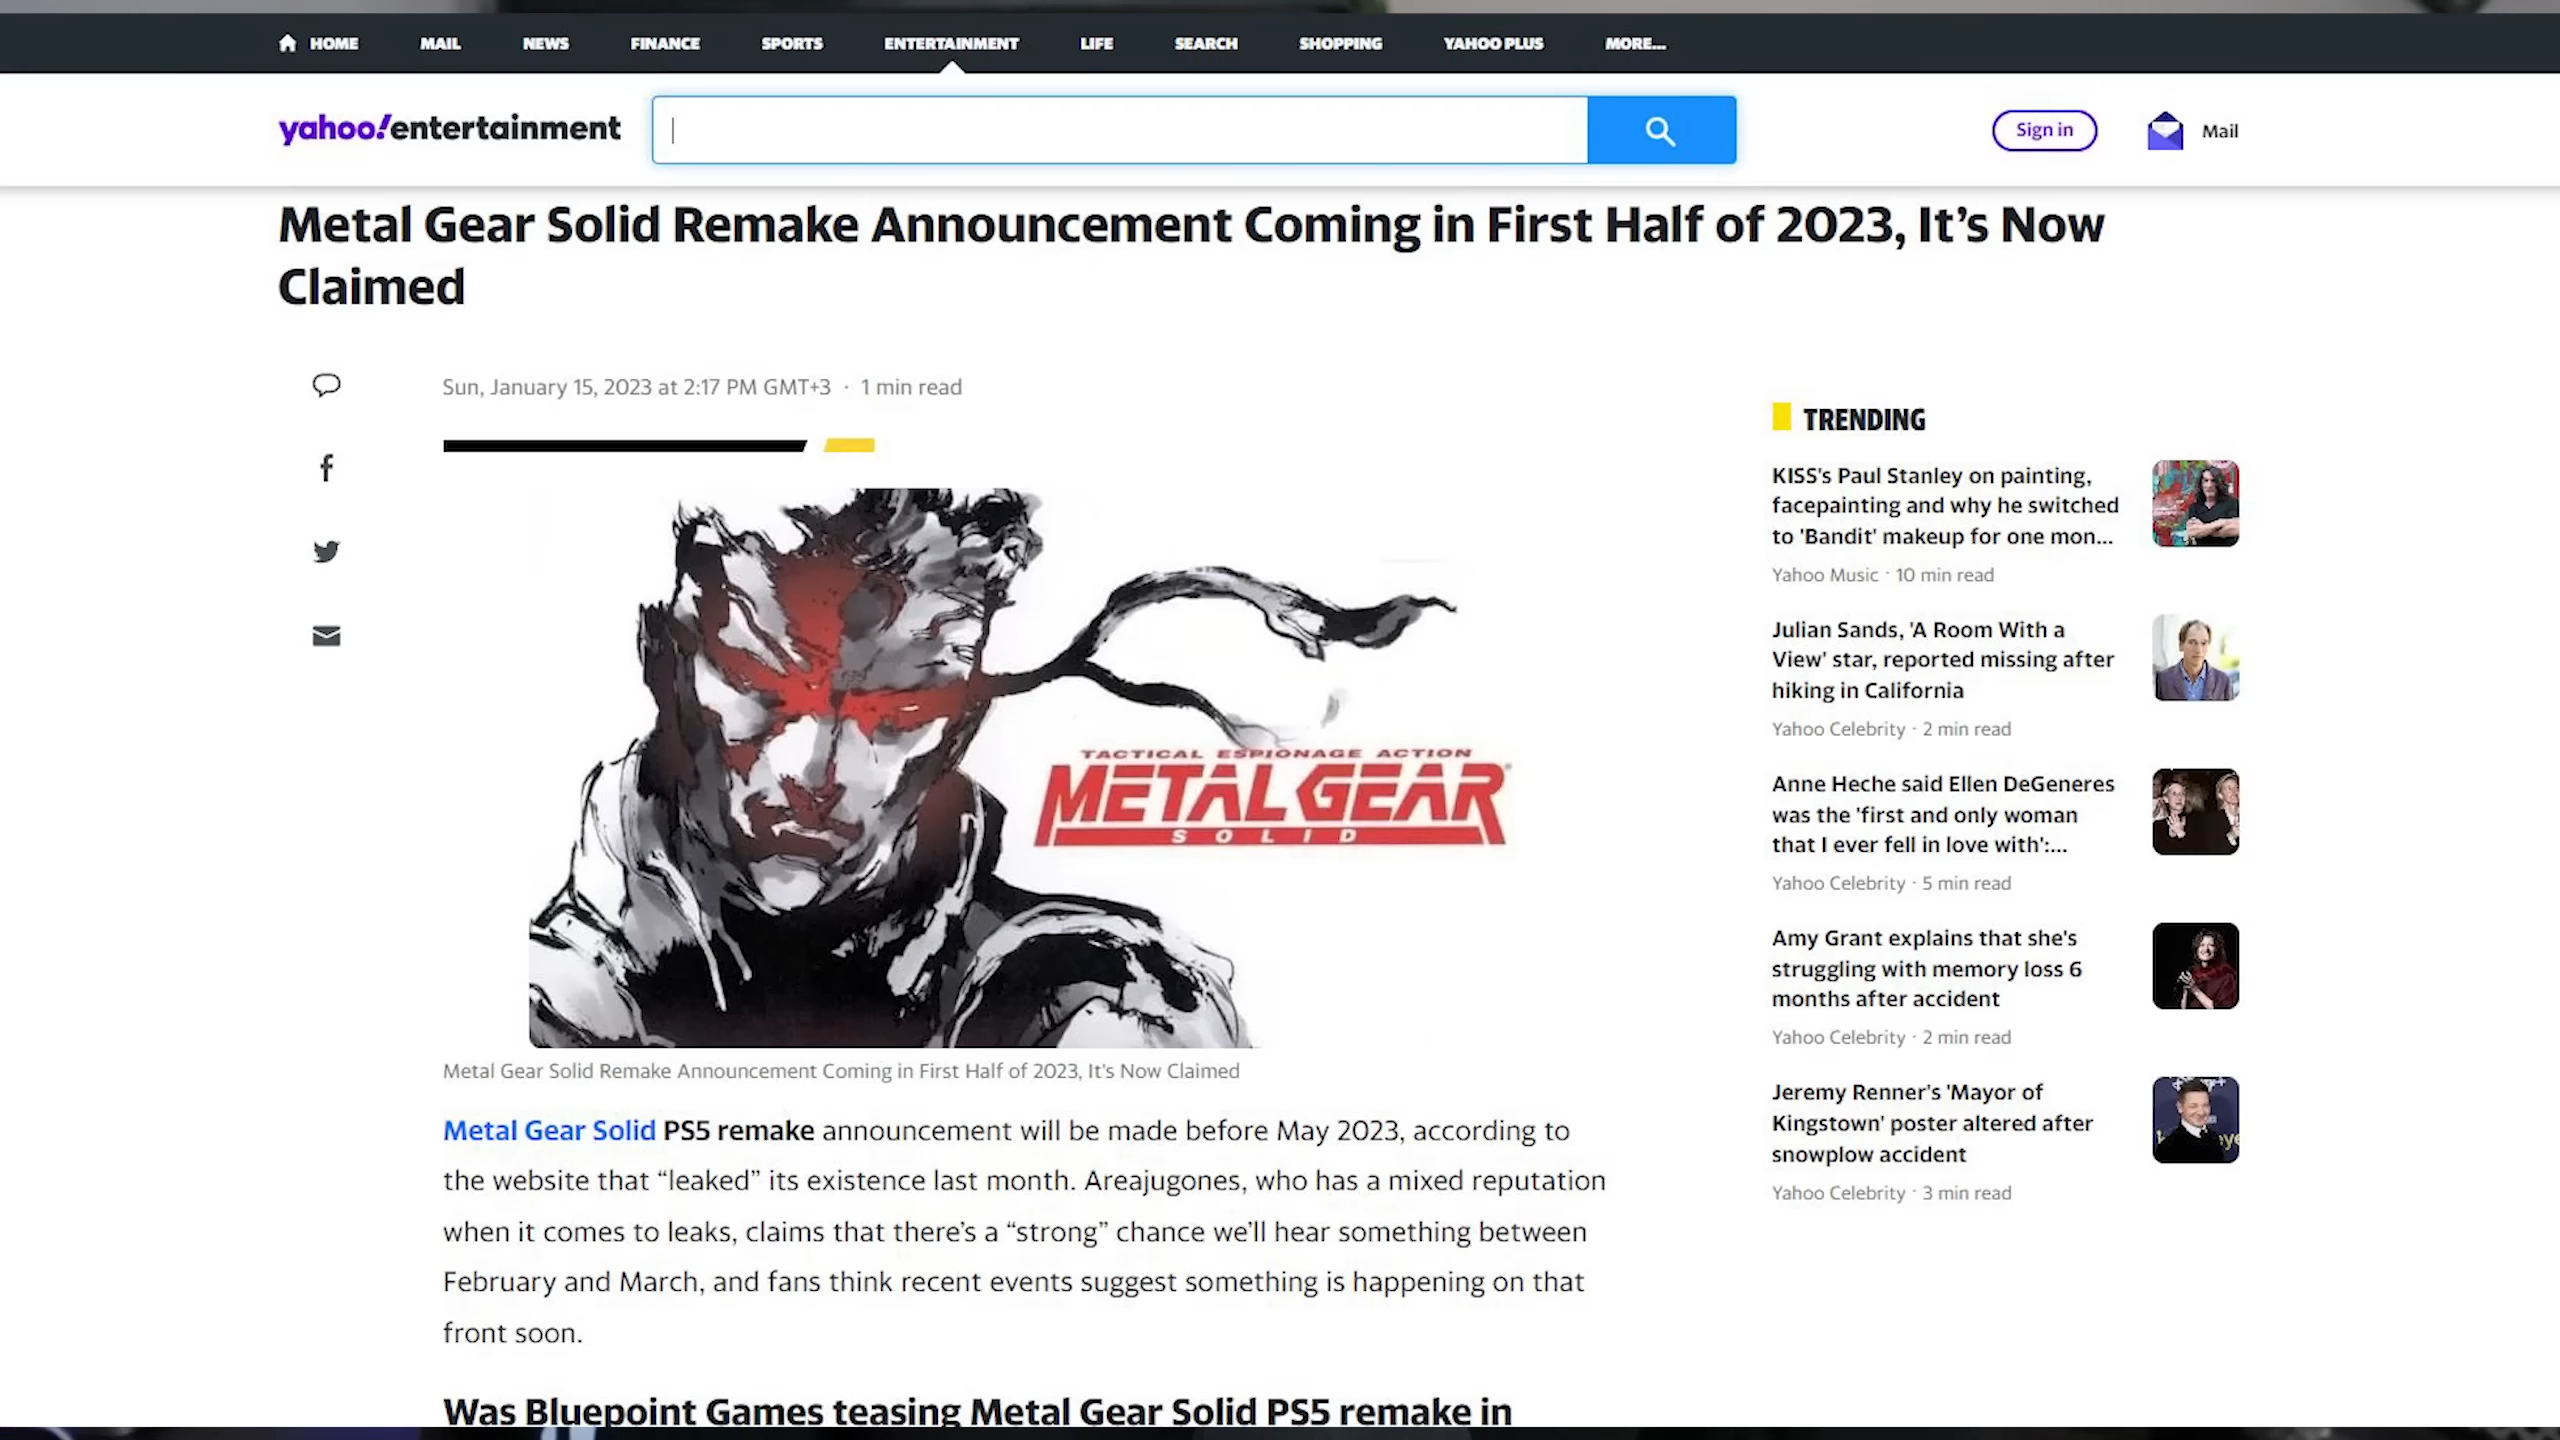 HOME MAIL NEWS FINANCE SPORTS ENTERTAINMENT LIFE SEARCH SHOPPING YAHOO PLUS MORE...
yahoo!entertainment
Sign in
Mail
Metal Gear Solid Remake Announcement Coming in First Half of 2023, It’s Now
Claimed
Sun, January 15, 2023 at 2:17 PM GMT+3 · 1 min read
TACTICAL ESPIONAGE ACTION
METAL GEAR
SOLID
Metal Gear Solid Remake Announcement Coming in First Half of 2023, It's Now Claimed
Metal Gear Solid PS5 remake announcement will be made before May 2023, according to
the website that “leaked” its existence last month. Areajugones, who has a mixed reputation
when it comes to leaks, claims that there’s a “strong” chance we’ll hear something between
February and March, and fans think recent events suggest something is happening on that
front soon.
Was Bluepoint Games teasing Metal Gear Solid PS5 remake in
TRENDING
KISS's Paul Stanley on painting,
facepainting and why he switched
to 'Bandit' makeup for one mon...
Yahoo Music · 10 min read
Julian Sands, 'A Room With a
View' star, reported missing after
hiking in California
Yahoo Celebrity · 2 min read
Anne Heche said Ellen DeGeneres
was the 'first and only woman
that I ever fell in love with':...
Yahoo Celebrity · 5 min read
Amy Grant explains that she's
struggling with memory loss 6
months after accident
Yahoo Celebrity · 2 min read
Jeremy Renner's 'Mayor of
Kingstown' poster altered after
snowplow accident
Yahoo Celebrity · 3 min read